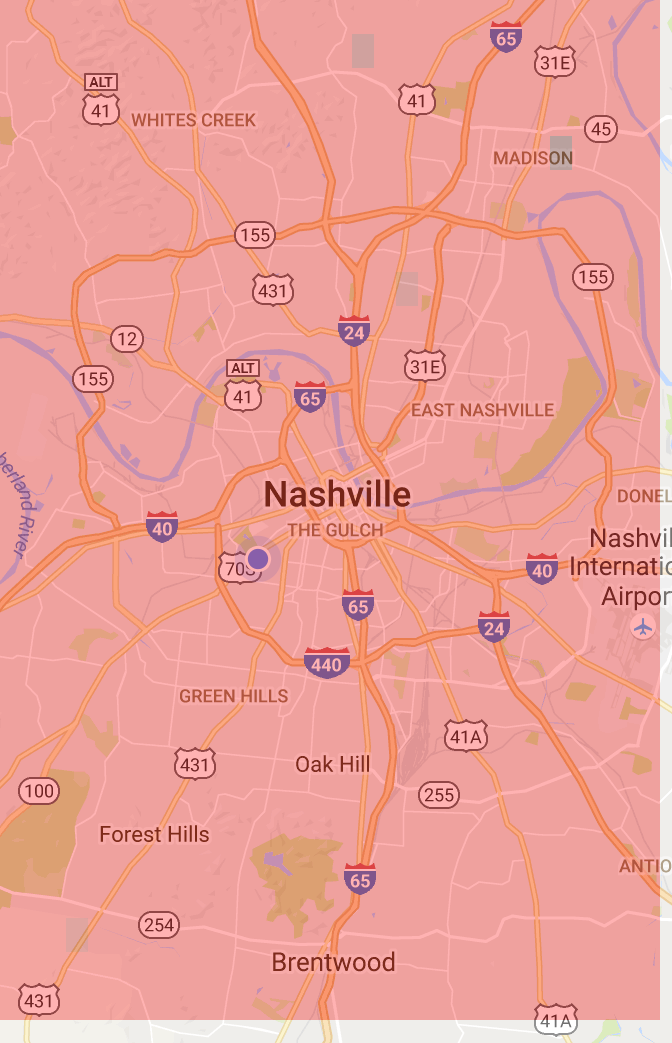 65
31E
ALT
41
41
WHITES CREEK
45
MADISON
155
155
431
12
24
31E
ALT
41
155
65
EAST NASHVILLE
Nashville
DONEL
40
THE GULCH
Nashvil
Internatio
Airpor
berland River
70S
40
65
24
440
GREEN HILLS
41A
Oak Hill
431
100
255
Forest Hills
65
ANTIO
254
Brentwood
431
41A